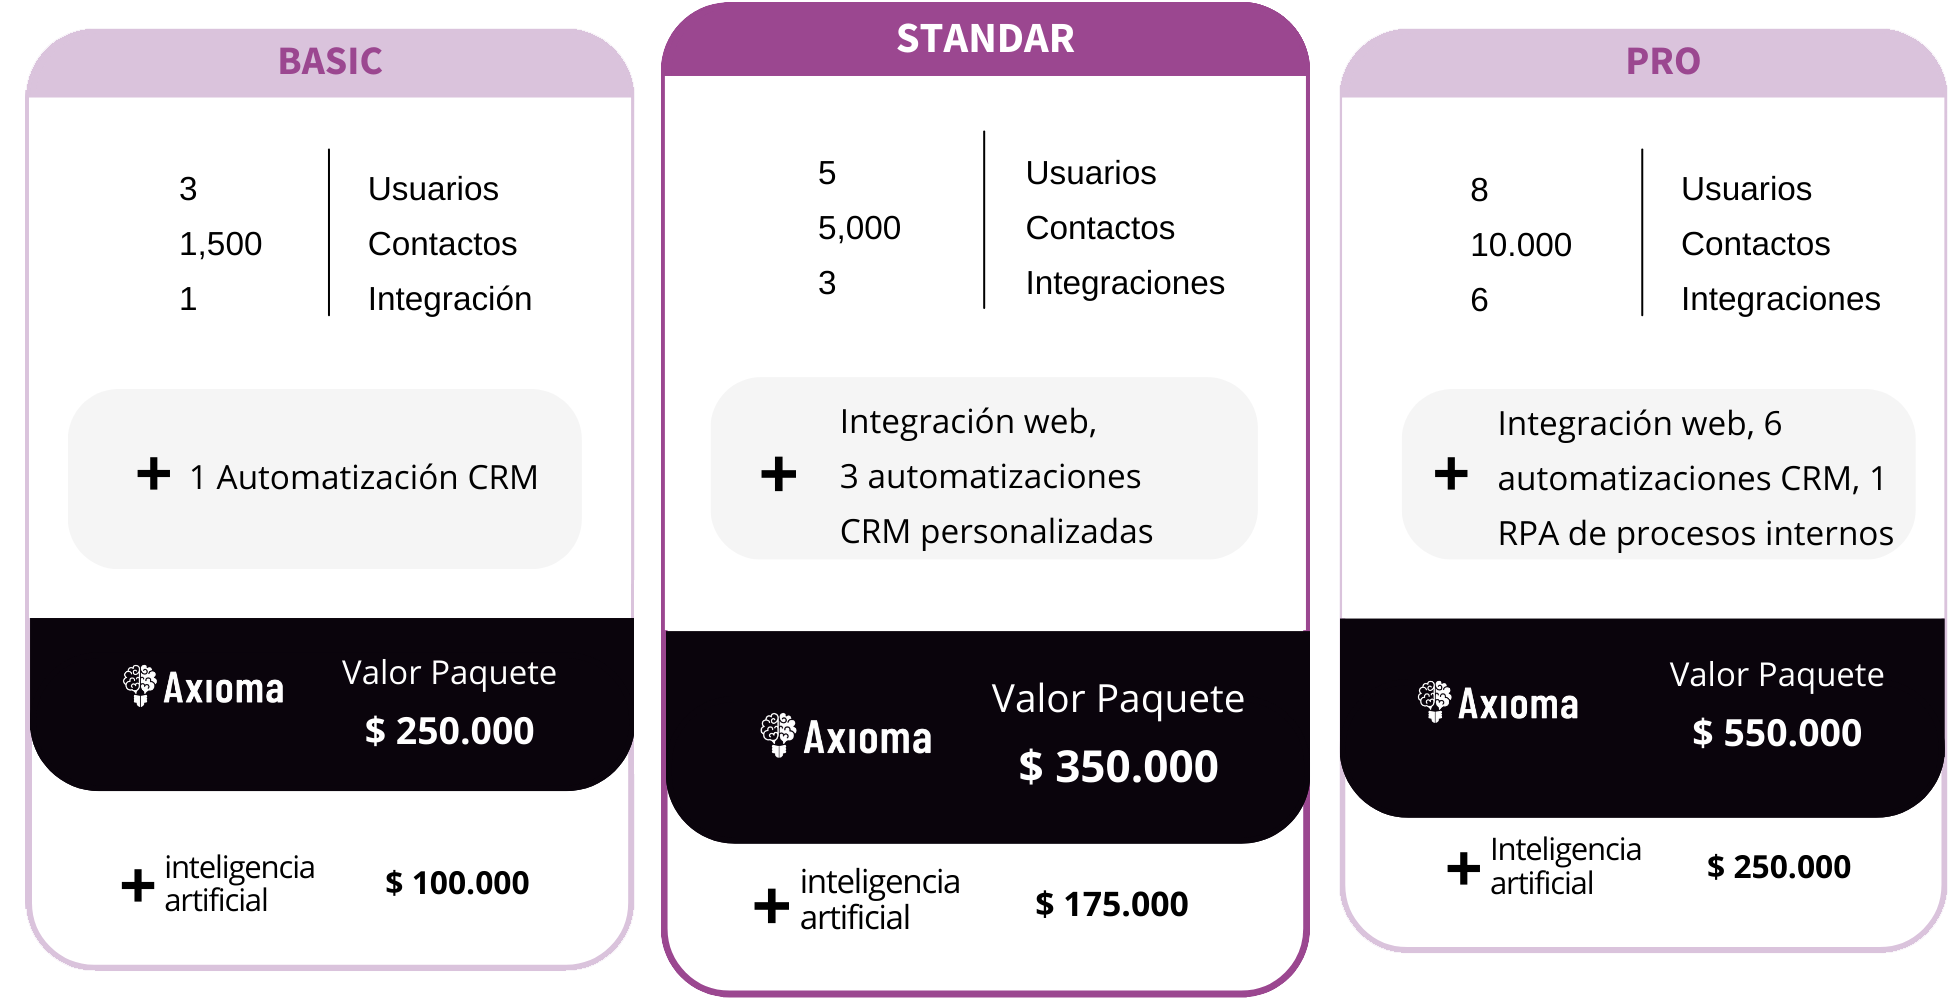 BASIC
3
Usuarios
1,500
Contactos
1
Integración
+ 1 Automatización CRM
Axıoma
Valor Paquete
$ 250.000
+ inteligencia
artificial
$ 100.000
STANDAR
5
Usuarios
5,000
Contactos
3
Integraciones
+ Integración web,
3 automatizaciones
CRM personalizadas
Axıoma
Valor Paquete
$ 350.000
+ inteligencia
artificial
$ 175.000
PRO
8
Usuarios
10.000
Contactos
6
Integraciones
+ Integración web, 6
automatizaciones CRM, 1
RPA de procesos internos
Axıoma
Valor Paquete
$ 550.000
+ Inteligencia
artificial
$ 250.000